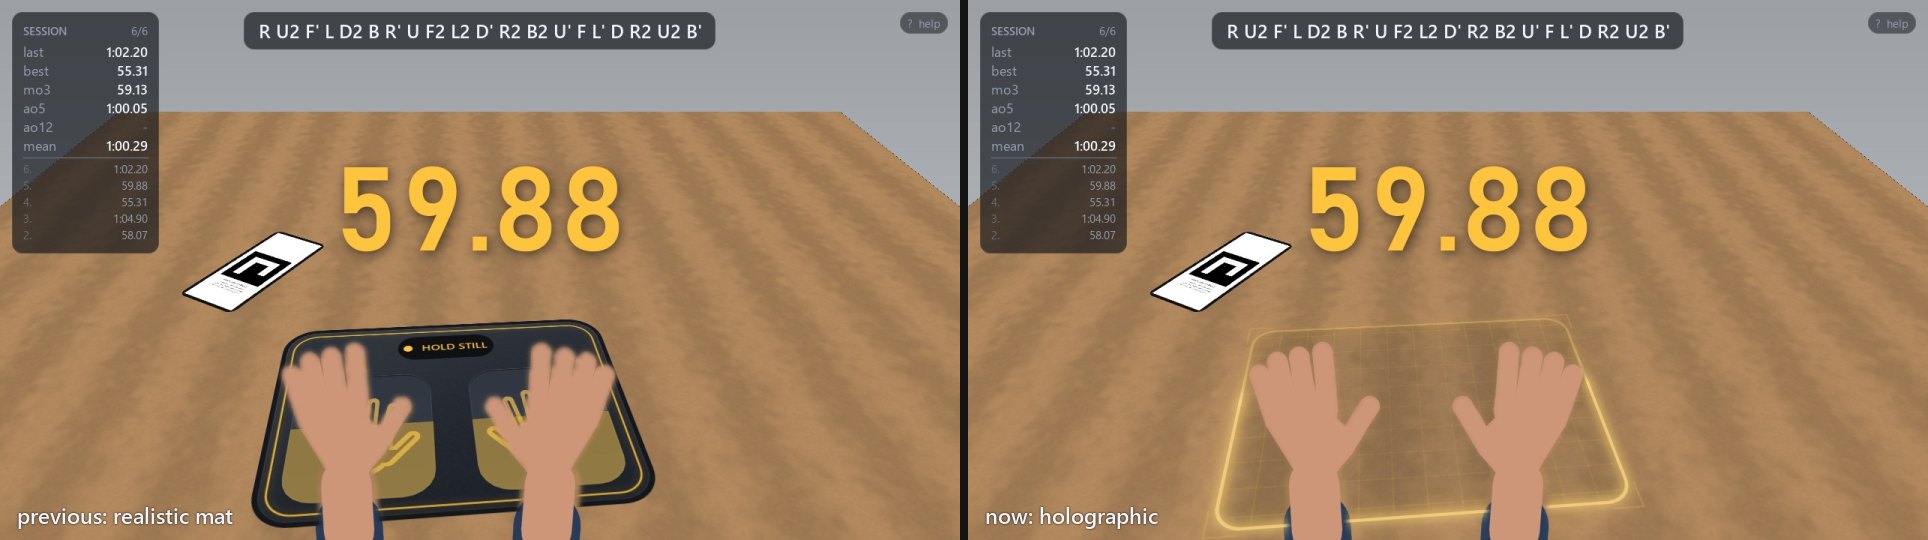 SESSION 6/6
last 1:02.20
best 55.31
mo3 59.13
ao5 1:00.05
ao12 -
mean 1:00.29
6. 1:02.20
5. 59.88
4. 55.31
3. 1:04.90
2. 58.07
R U2 F' L D2 B R' U F2 L2 D' R2 B2 U' F L' D R2 U2 B'
? help
59.88
HOLD STILL
previous: realistic mat
SESSION 6/6
last 1:02.20
best 55.31
mo3 59.13
ao5 1:00.05
ao12 -
mean 1:00.29
6. 1:02.20
5. 59.88
4. 55.31
3. 1:04.90
2. 58.07
R U2 F' L D2 B R' U F2 L2 D' R2 B2 U' F L' D R2 U2 B'
? help
59.88
now: holographic